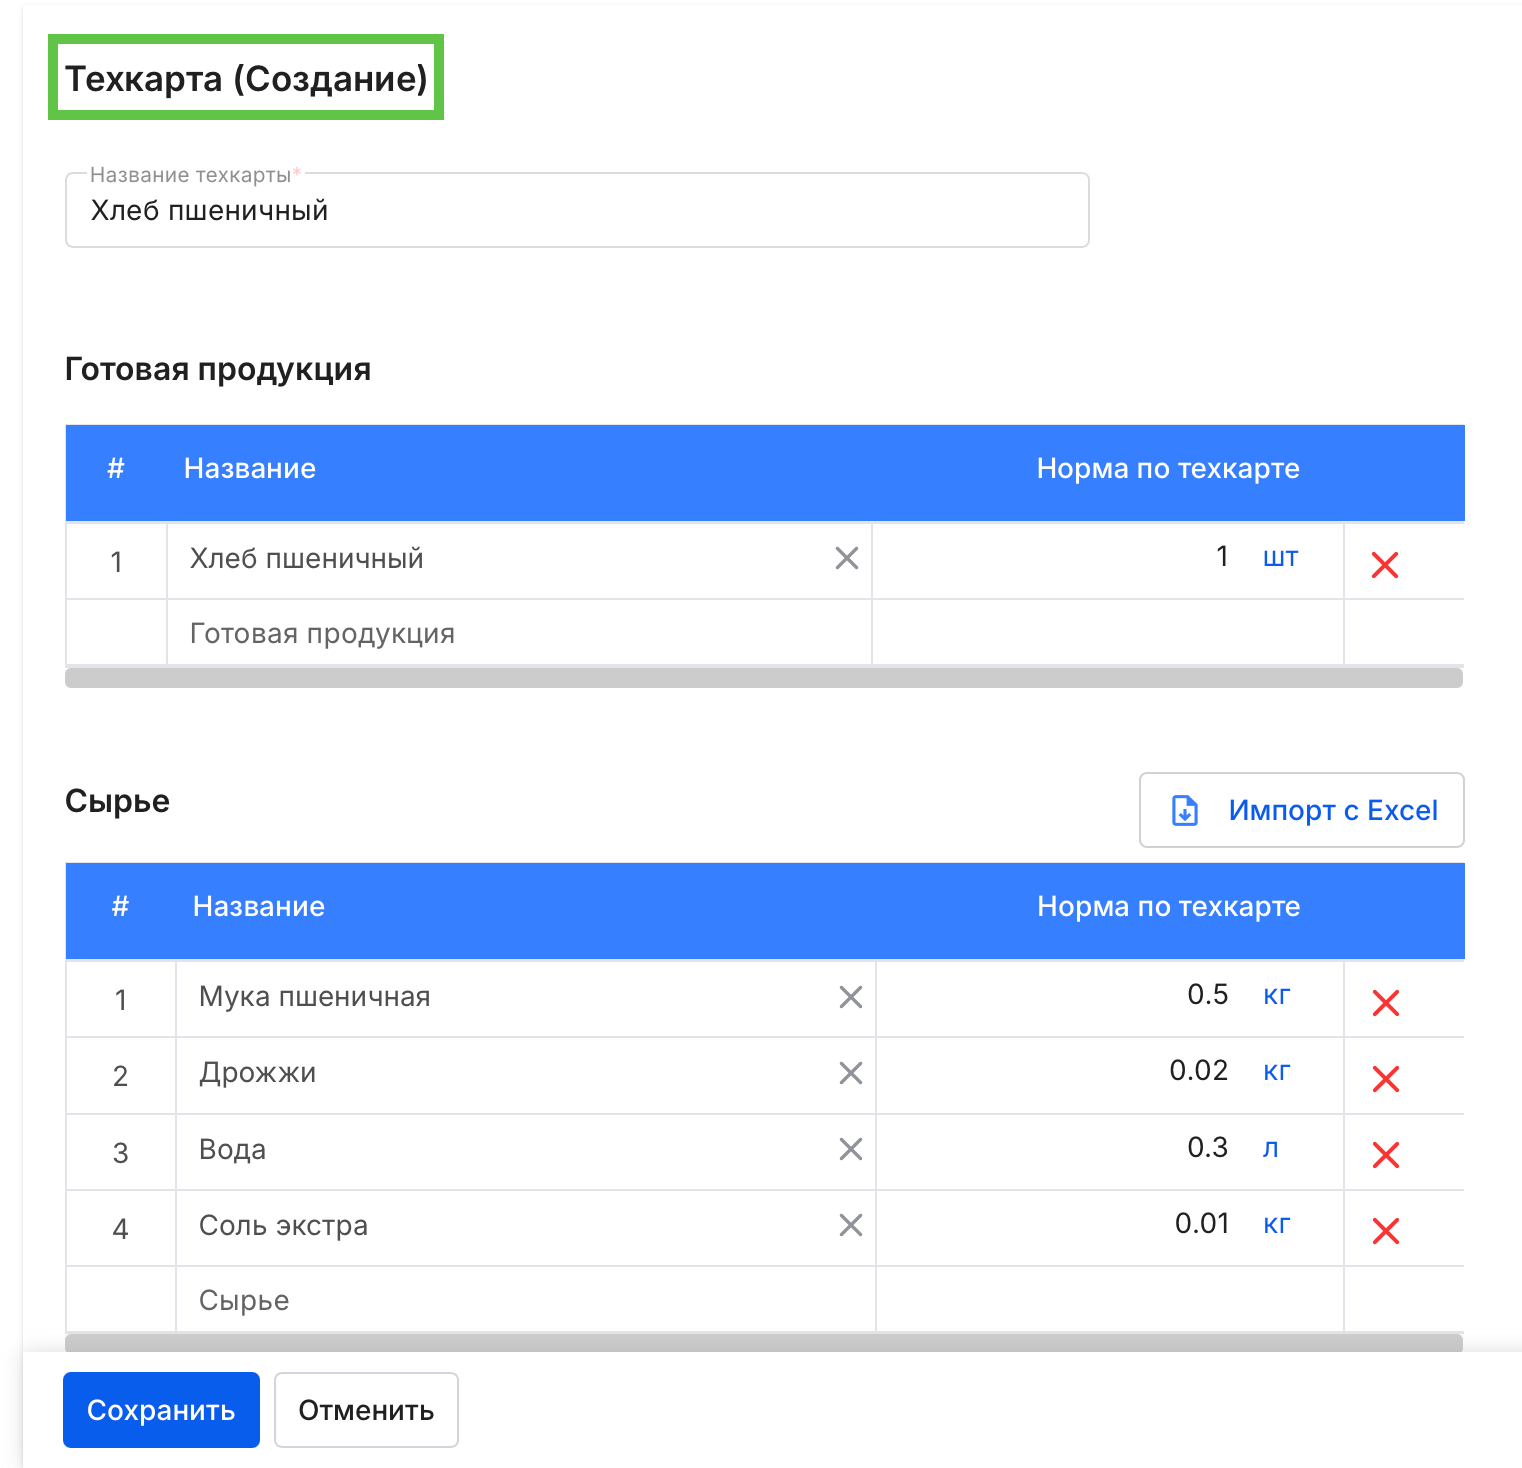 Техкарта (Создание)
Название техкарты*
Хлеб пшеничный
Готовая продукция
# Название Норма по техкарте
1 Хлеб пшеничный 1 шт
Готовая продукция
Сырье
Импорт с Excel
# Название Норма по техкарте
1 Мука пшеничная 0.5 кг
2 Дрожжи 0.02 кг
3 Вода 0.3 л
4 Соль экстра 0.01 кг
Сырье
Сохранить Отменить